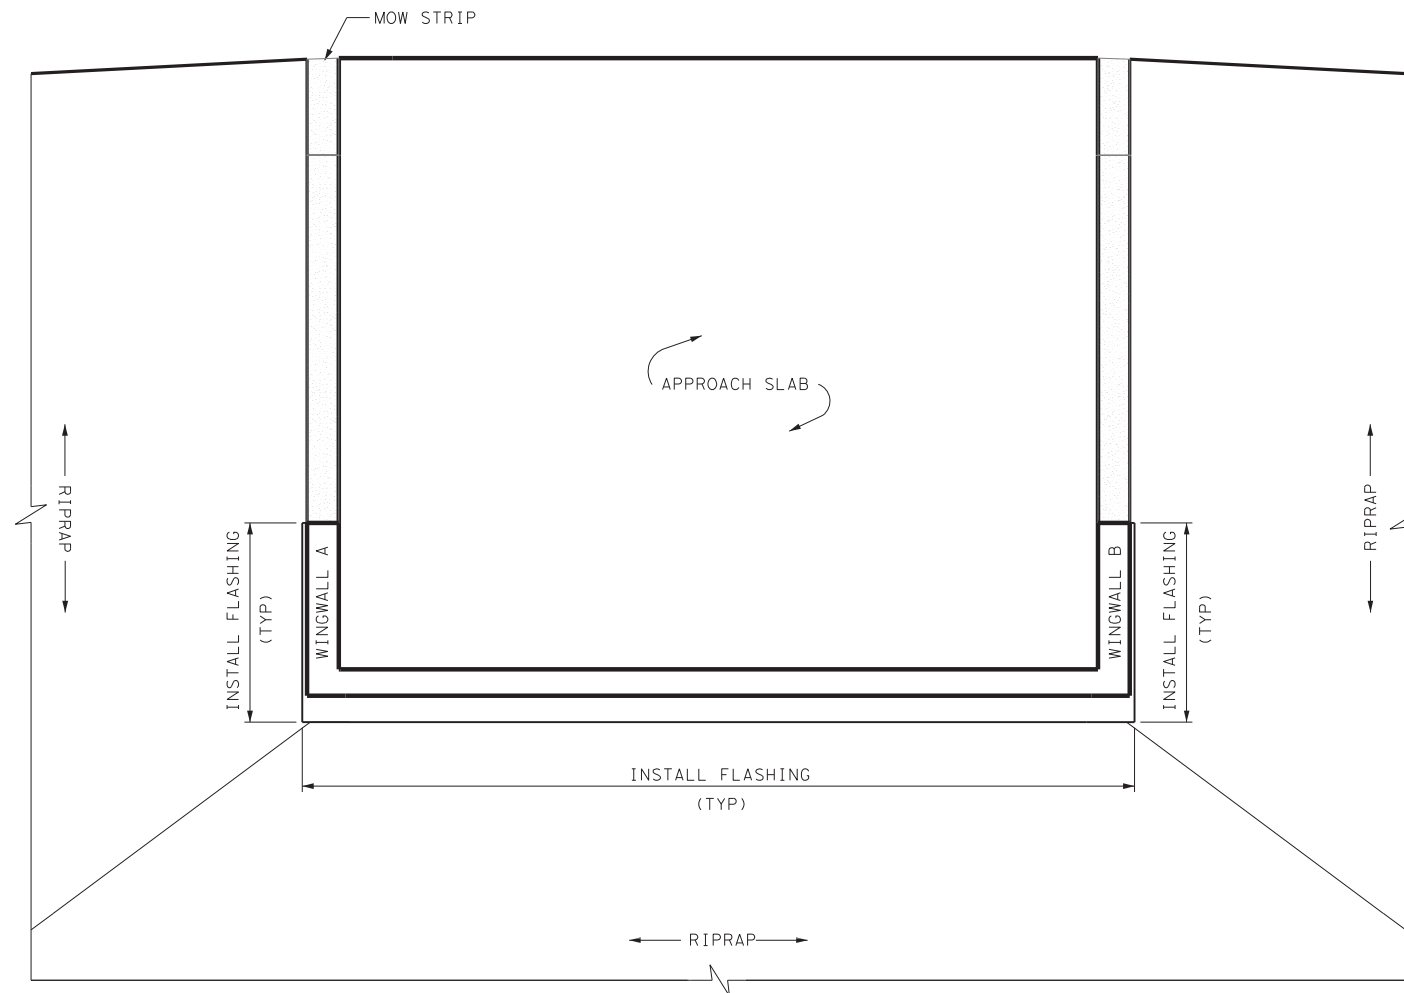 MOW STRIP
APPROACH SLAB
RIPRAP
RIPRAP
INSTALL FLASHING
(TYP)
WINGWALL A
WINGWALL B
INSTALL FLASHING
(TYP)
INSTALL FLASHING
(TYP)
RIPRAP